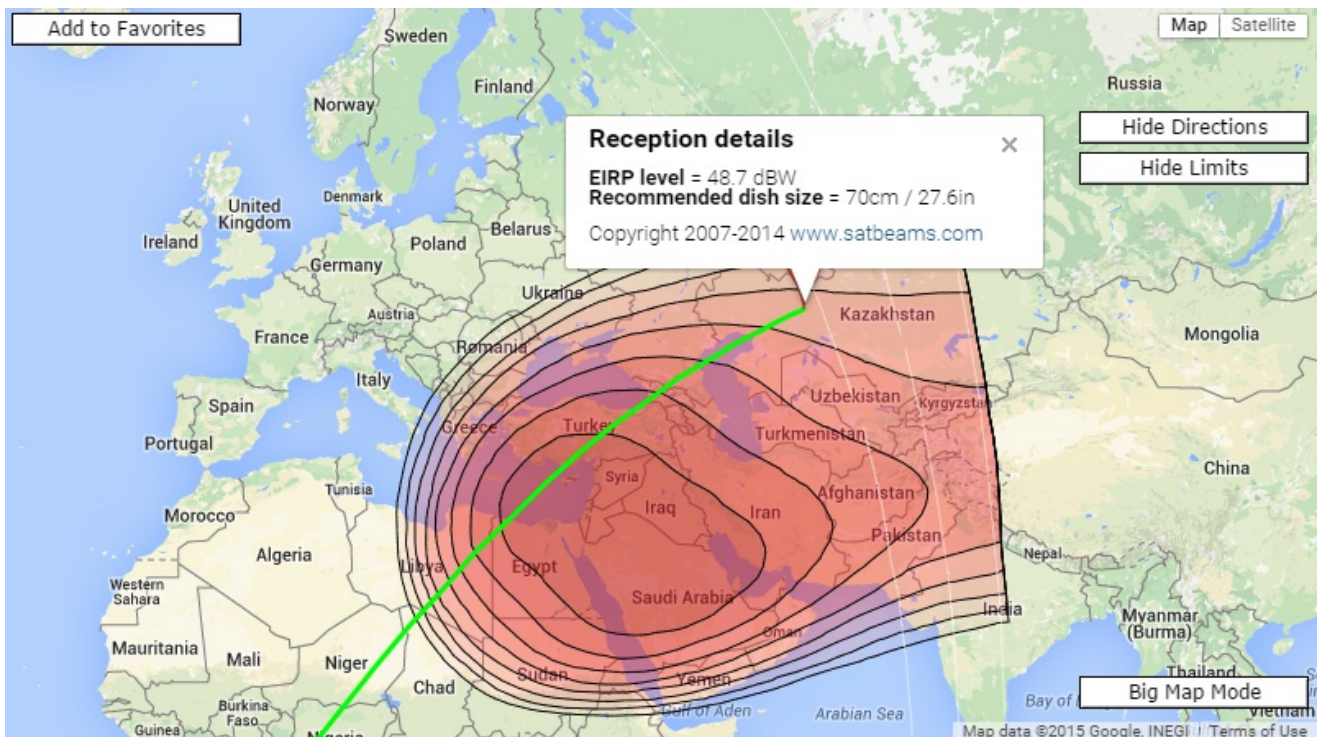 Add to Favorites
Map
Satellite
Sweden
Finland
Norway
Russia
Hide Directions
Hide Limits
Reception details
EIRP level = 48.7 dBW
Recommended dish size = 70cm / 27.6in
Copyright 2007-2014 www.satbeams.com
Denmark
United
Kingdom
Ireland
Belarus
Poland
Germany
Ukraine
Austria
Kazakhstan
Mongolia
France
Romania
Italy
Uzbekistan
Kyrgyzstan
Spain
Portugal
Greece
Turkey
Turkmenistan
China
Syria
Tunisia
Afghanistan
Iraq
Iran
Morocco
Pakistan
Algeria
Nepal
Libya
Egypt
Western
Sahara
Saudi Arabia
India
Myanmar
(Burma)
Oman
Mauritania
Mali
Niger
Sudan
Yemen
Thailand
Chad
Big Map Mode
Bay of
Burkina
Faso
Gulf of Aden
Arabian Sea
Vietnam
Guinea
Nigeria
Map data ©2015 Google, INEGI
Terms of Use